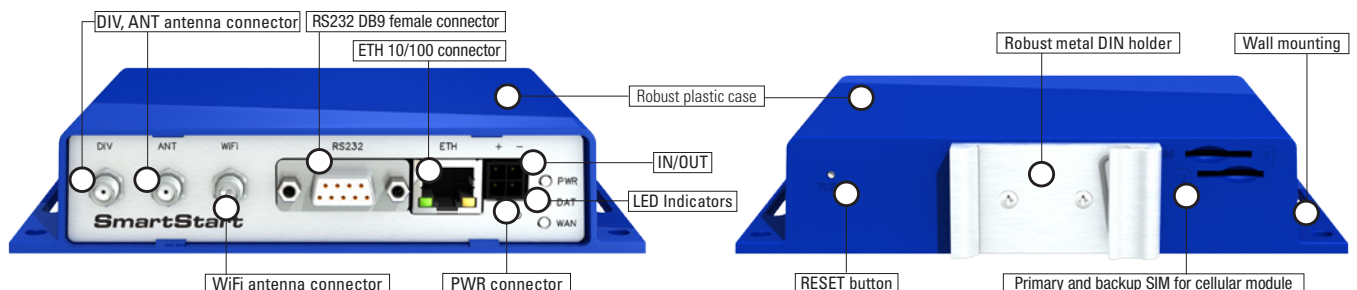 DIV, ANT antenna connector
RS232 DB9 female connector
ETH 10/100 connector
Robust metal DIN holder
Wall mounting
Robust plastic case
DIV
ANT
WiFi
RS232
ETH
+ -
IN/OUT
PWR
LED Indicators
DAT
WAN
SmartStart
WiFi antenna connector
PWR connector
RESET button
Primary and backup SIM for cellular module